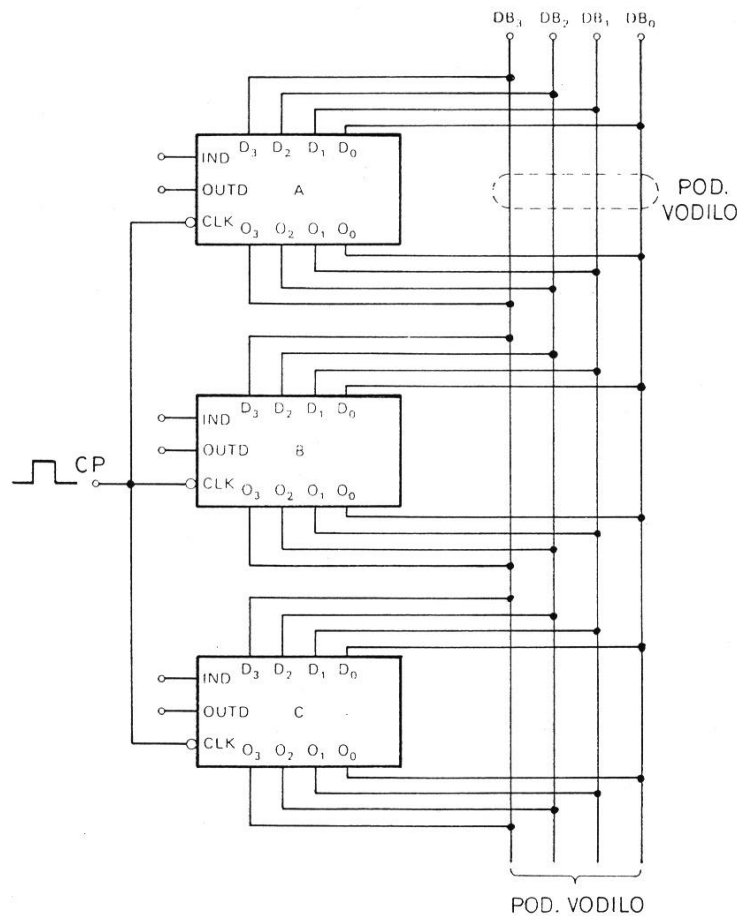 DB₃ DB₂ DB₁ DB₀
D₃ D₂ D₁ D₀
IND
OUTD A
CLK O₃ O₂ O₁ O₀
POD.
VODILO
D₃ D₂ D₁ D₀
IND
OUTD B
CP
CLK O₃ O₂ O₁ O₀
D₃ D₂ D₁ D₀
IND
OUTD C
CLK O₃ O₂ O₁ O₀
POD. VODILO